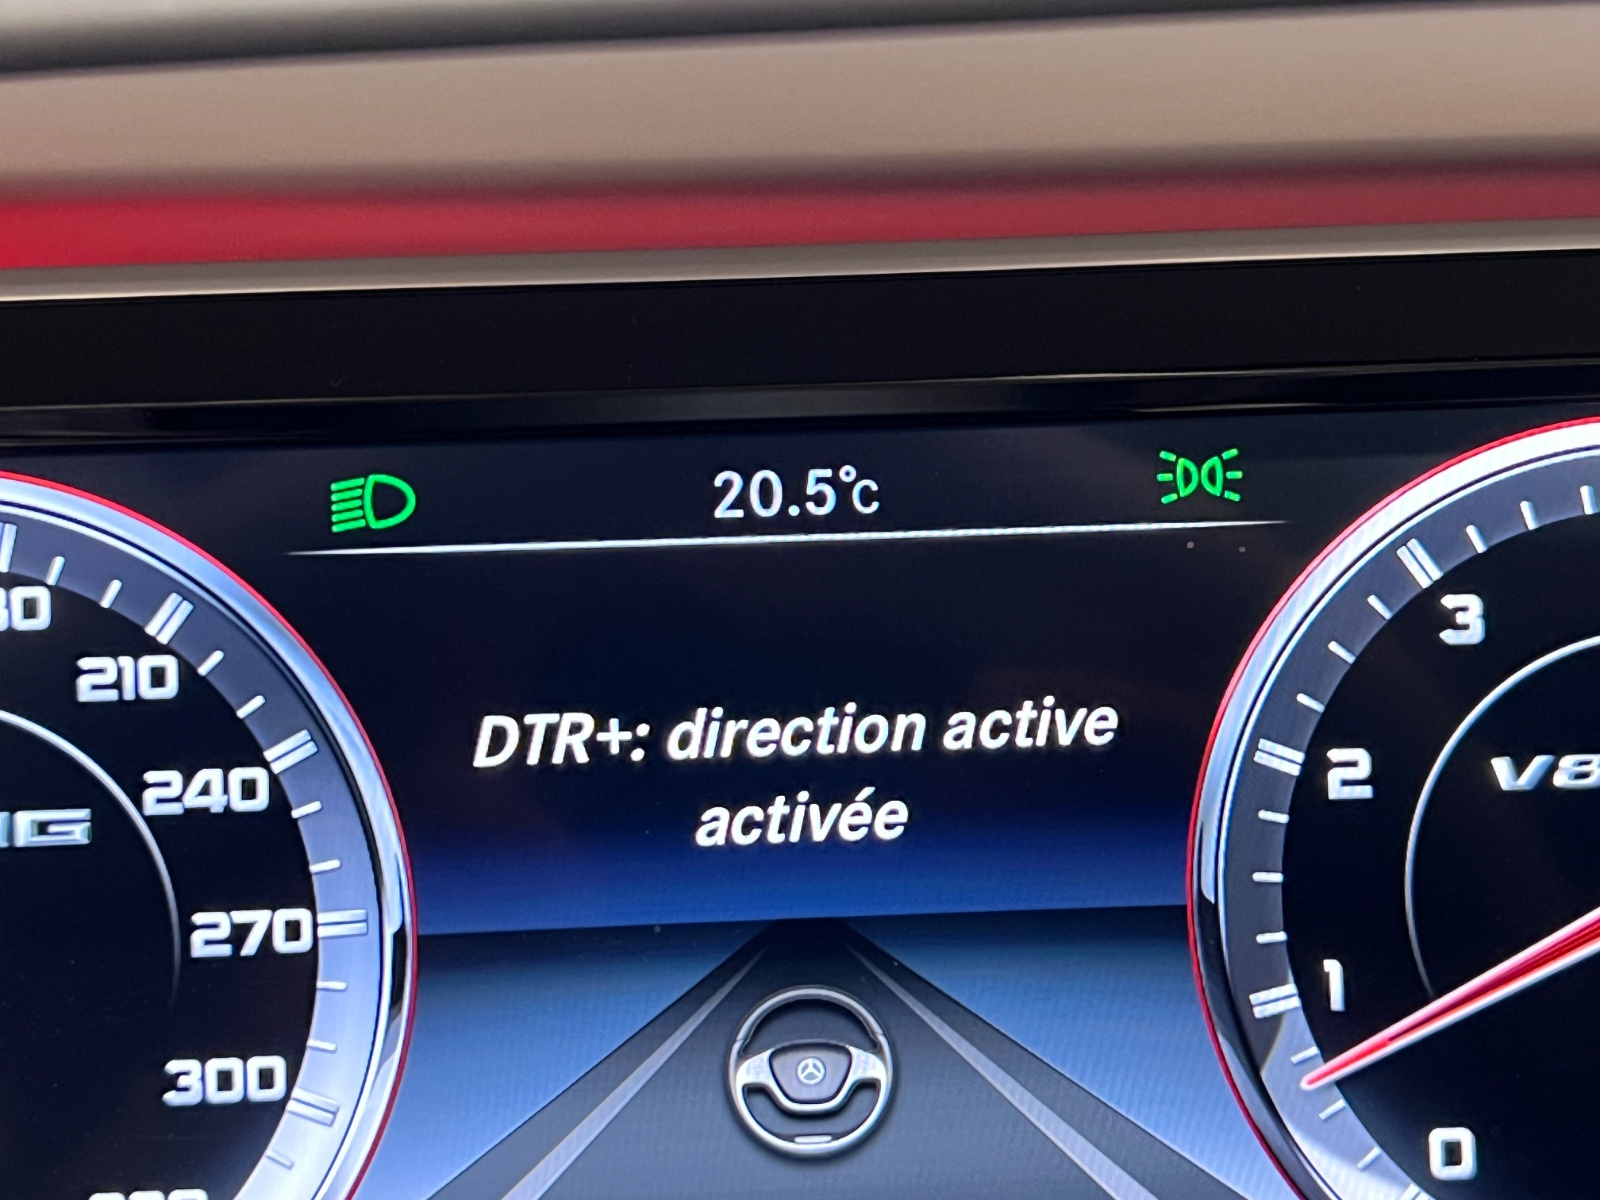 20.5°C
DTR+: direction active
activée
210
240
270
300
3
2
1
0